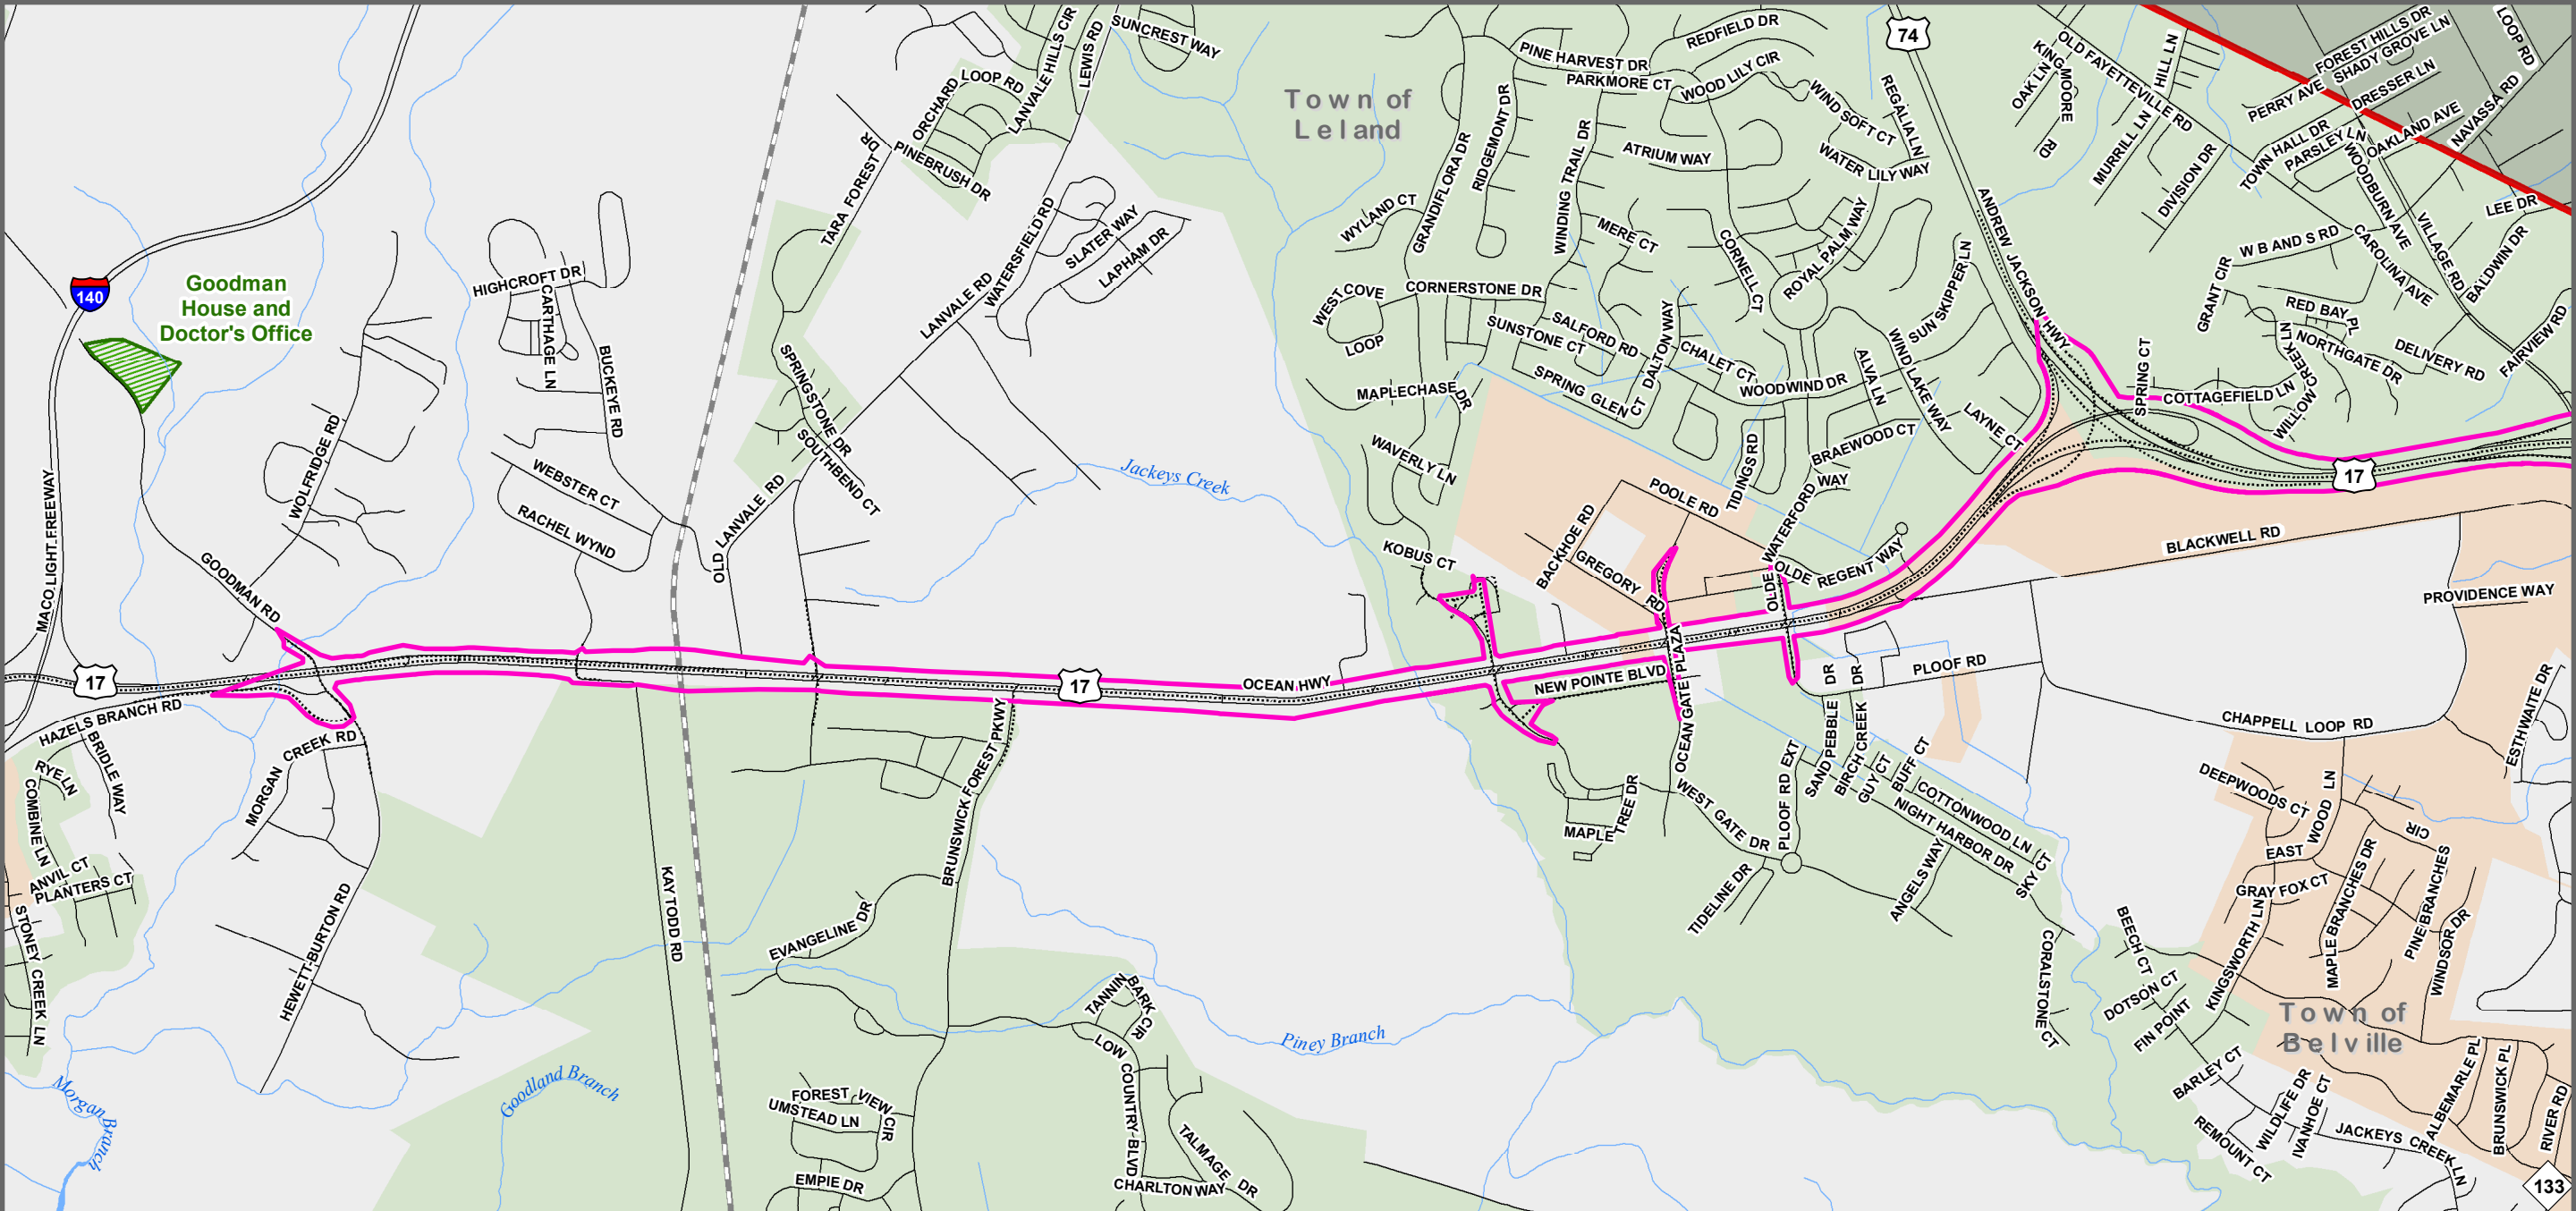 SUNCREST WAY
LEWIS RD
LANVALE HILLS CIR
LOOP RD
ORCHARD
PINEBRUSH DR
TARA FOREST
DR
Town of
Leland
PINE HARVEST DR
REDFIELD DR
PARKMORE CT
WOOD LILY CIR
WIND SOFT CT
REGALIA LN
WATER LILY WAY
ATRIUM WAY
RIDGEMONT DR
GRANDIFLORA DR
WINDING TRAIL DR
WYLAND CT
MERE CT
CORNELL CT
ROYAL PALM WAY
SUN SKIPPER LN
74
ANDREW JACKSON HWY
OLD FAYETTEVILLE RD
KING MOORE
RD
OAK LN
HILL LN
MURRILL LN
DIVISION DR
FOREST HILLS DR
SHADY GROVE LN
LOOP RD
PERRY AVE
DRESSER LN
NAVASSA RD
TOWN HALL DR
PARSLEY LN
OAKLAND AVE
WOODBURN AVE
LEE DR
W B AND S RD
CAROLINA AVE
VILLAGE RD
BALDWIN DR
GRANT CIR
RED BAY PL
NORTHGATE DR
DELIVERY RD
FAIRVIEW RD
WILLOW CREEK LN
COTTAGEFIELD LN
SPRING CT
140
Goodman
House and
Doctor's Office
HIGHCROFT DR
CARTHAGE LN
BUCKEYE RD
WOLFRIDGE RD
WEBSTER CT
RACHEL WYND
MACO LIGHT FREEWAY
GOODMAN RD
SLATER WAY
LAPHAM DR
WATERSFIELD RD
LANVALE RD
SPRINGSTONE DR
SOUTHBEND CT
OLD
LANVALE RD
Jackeys Creek
WEST COVE
LOOP
CORNERSTONE DR
SUNSTONE CT
SALFORD RD
DALTON WAY
CHALET CT
SPRING GLEN CT
MAPLECHASE DR
WAVERLY LN
KOBUS CT
WOODWIND DR
ALVA LN
WIND LAKE WAY
LAYNE CT
BRAEWOOD CT
TIDINGS RD
POOLE RD
BACKHOE RD
GREGORY RD
OLDE WATERFORD
WAY
OLDE REGENT WAY
17
BLACKWELL RD
PROVIDENCE WAY
17
HAZELS BRANCH RD
BRIDLE WAY
RYE LN
COMBINE LN
ANVIL CT
PLANTERS CT
STONEY CREEK LN
MORGAN CREEK RD
HEWETT-BURTON RD
Morgan Branch
Goodland Branch
KAY TODD RD
17
OCEAN HWY
BRUNSWICK FOREST PKWY
EVANGELINE DR
TANNIN
BARK CIR
LOW COUNTRY BLVD
FOREST VIEW CIR
UMSTEAD LN
EMPIE DR
CHARLTON WAY
TALMAGE DR
Piney Branch
NEW POINTE BLVD
OCEAN GATE PLAZA
MAPLE TREE DR
WEST GATE DR
PLOOF RD EXT
PLOOF RD
SAND PEBBLE DR
BIRCH CREEK DR
GUY CT
BUFF CT
COTTONWOOD LN
NIGHT HARBOR DR
SKY CT
ANGELS WAY
TIDELINE DR
CORALSTONE CT
CHAPPELL LOOP RD
ESTHWAITE DR
DEEPWOODS CT
EAST WOOD LN
CIR
GRAY FOX CT
MAPLE BRANCHES DR
PINE BRANCHES
WINDSOR DR
KINGSWORTH LN
BEECH CT
DOTSON CT
FIN POINT
Town of
Belville
BARLEY CT
WILDLIFE DR
IVANHOE CT
REMOUNT CT
JACKEYS CREEK LN
ALBEMARLE PL
BRUNSWICK PL
RIVER RD
133